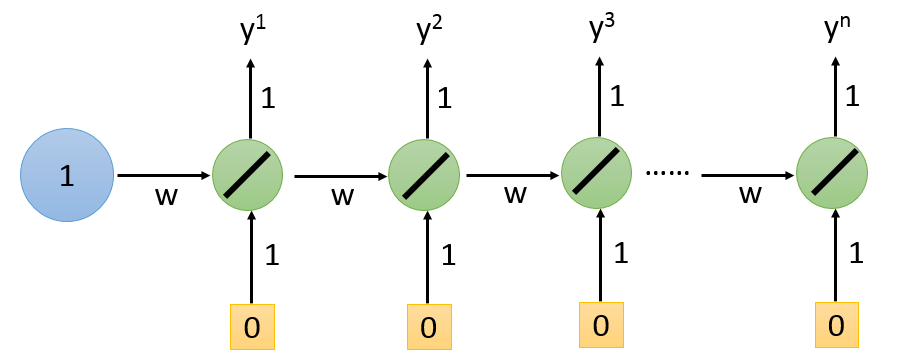 y¹ y² y³ yⁿ
1 1 1 1
1 ......
w w w w
1 1 1 1
0 0 0 0